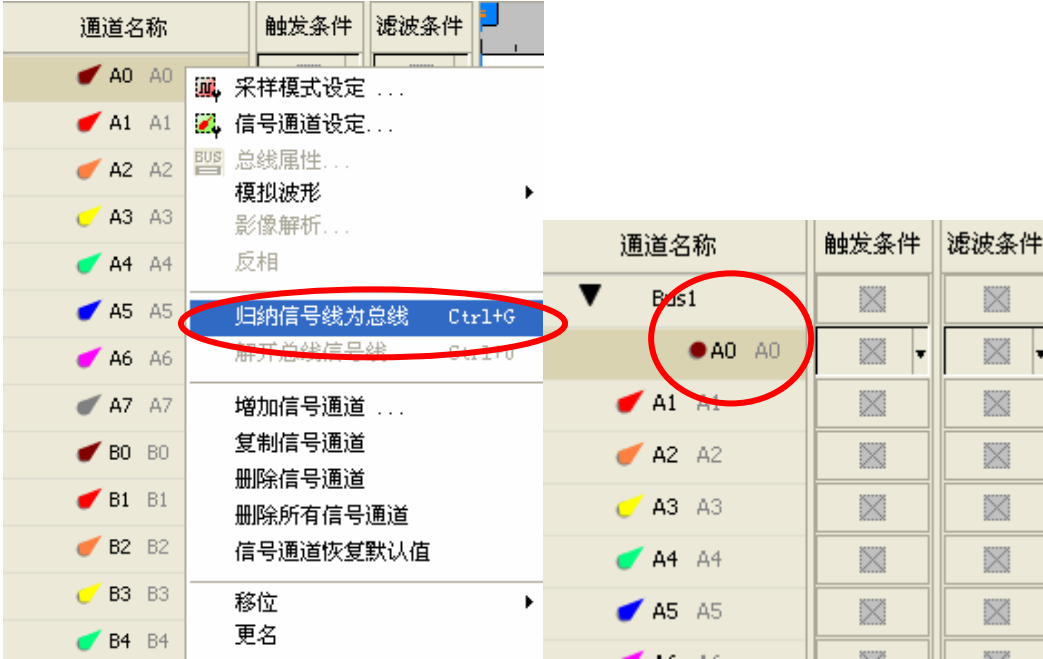 通道名称 触发条件 滤波条件
A0 A0
A1 A1
A2 A2
A3 A3
A4 A4
A5 A5
A6 A6
A7 A7
B0 B0
B1 B1
B2 B2
B3 B3
B4 B4
采样模式设定 ...
信号通道设定...
BUS 总线属性...
模拟波形
影像解析...
反相
归纳信号线为总线 Ctrl+G
解开总线信号线 Ctrl+U
增加信号通道 ...
复制信号通道
删除信号通道
删除所有信号通道
信号通道恢复默认值
移位
更名
通道名称 触发条件 滤波条件
Bus1
A0 A0
A1 A1
A2 A2
A3 A3
A4 A4
A5 A5